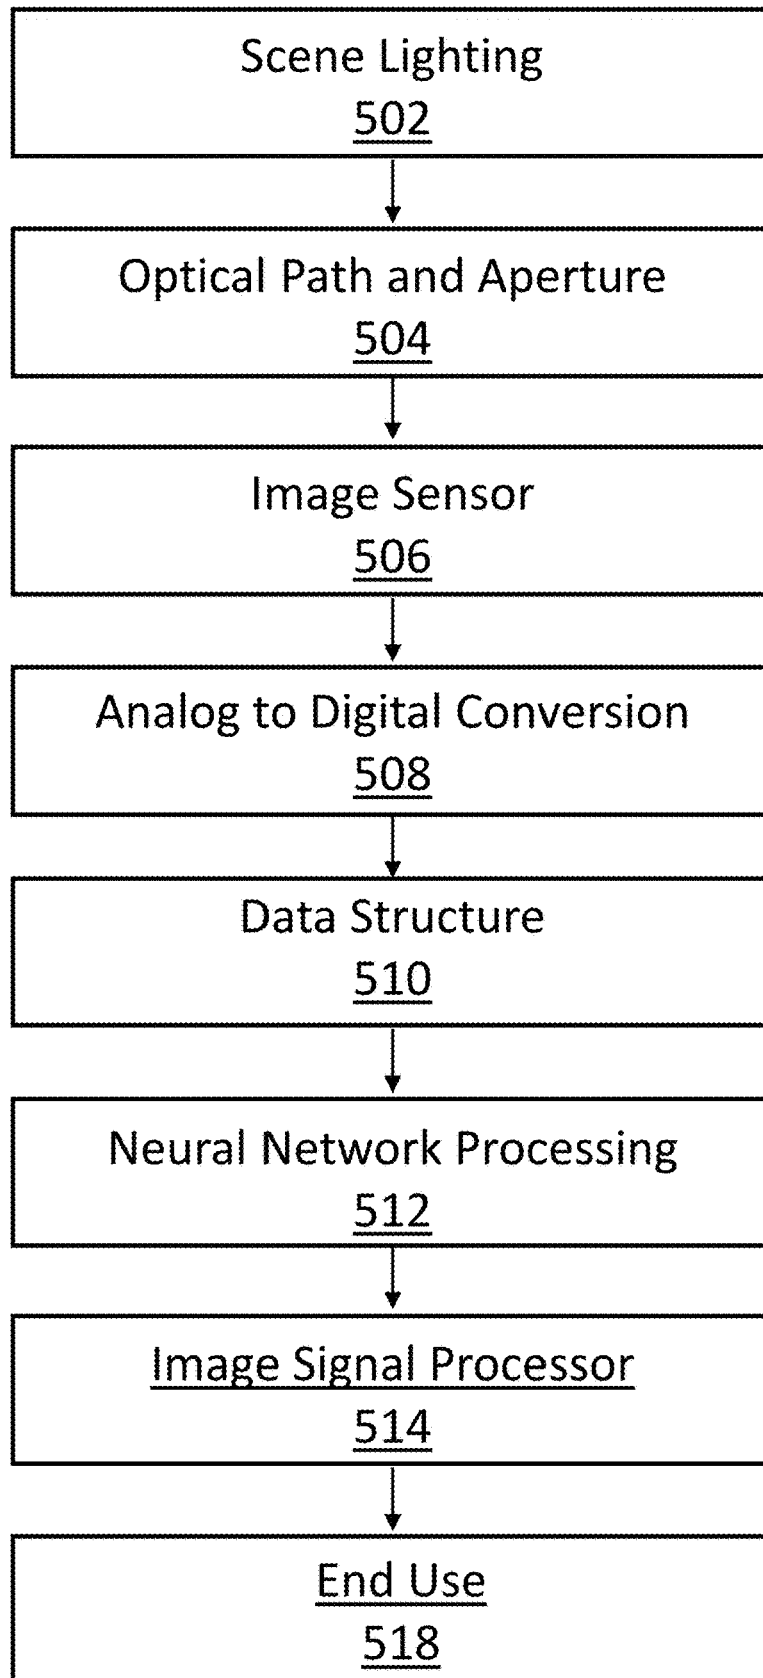 Scene Lighting
502
Optical Path and Aperture
504
Image Sensor
506
Analog to Digital Conversion
508
Data Structure
510
Neural Network Processing
512
Image Signal Processor
514
End Use
518